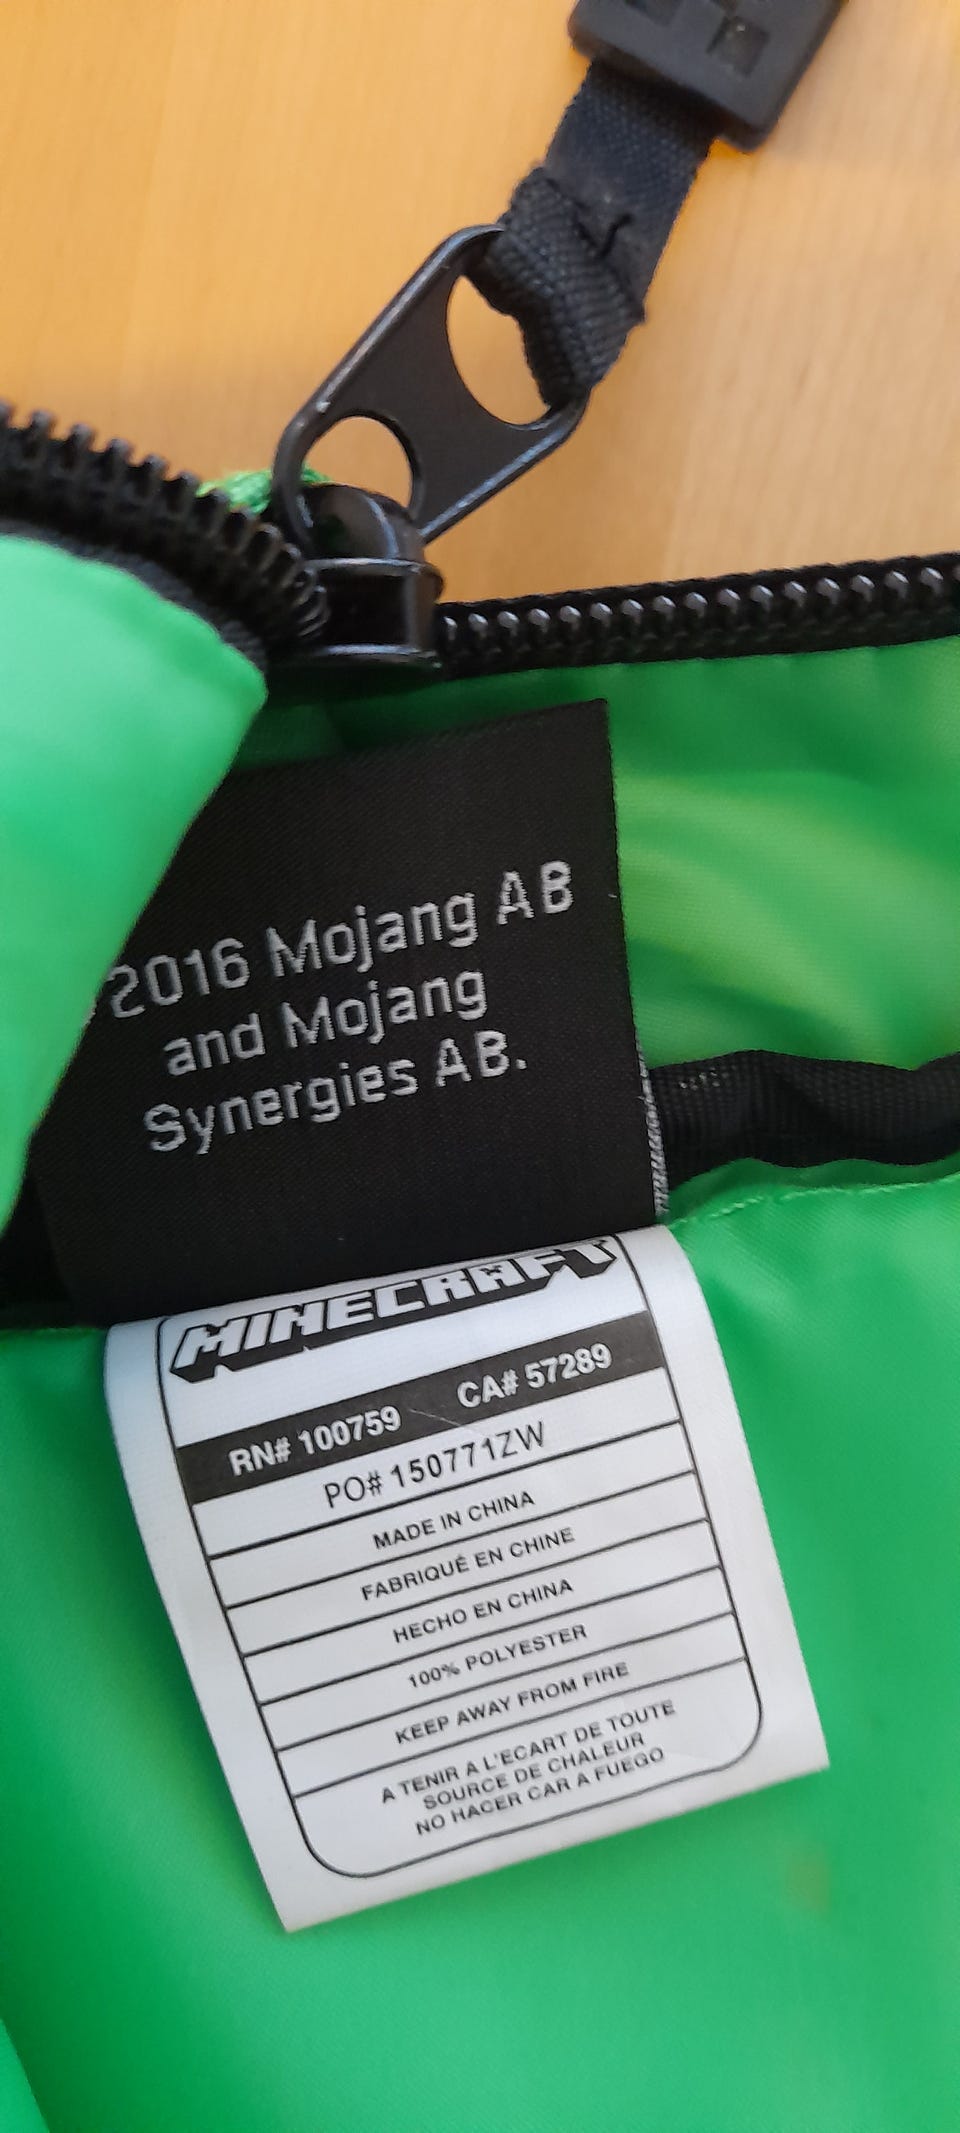 2016 Mojang AB
and Mojang
Synergies AB.
MINECRAFT
RN# 100759 CA# 57289
PO# 150771ZW
MADE IN CHINA
FABRIQUÉ EN CHINE
HECHO EN CHINA
100% POLYESTER
KEEP AWAY FROM FIRE
A TENIR A L'ECART DE TOUTE
SOURCE DE CHALEUR
NO HACER CAR A FUEGO